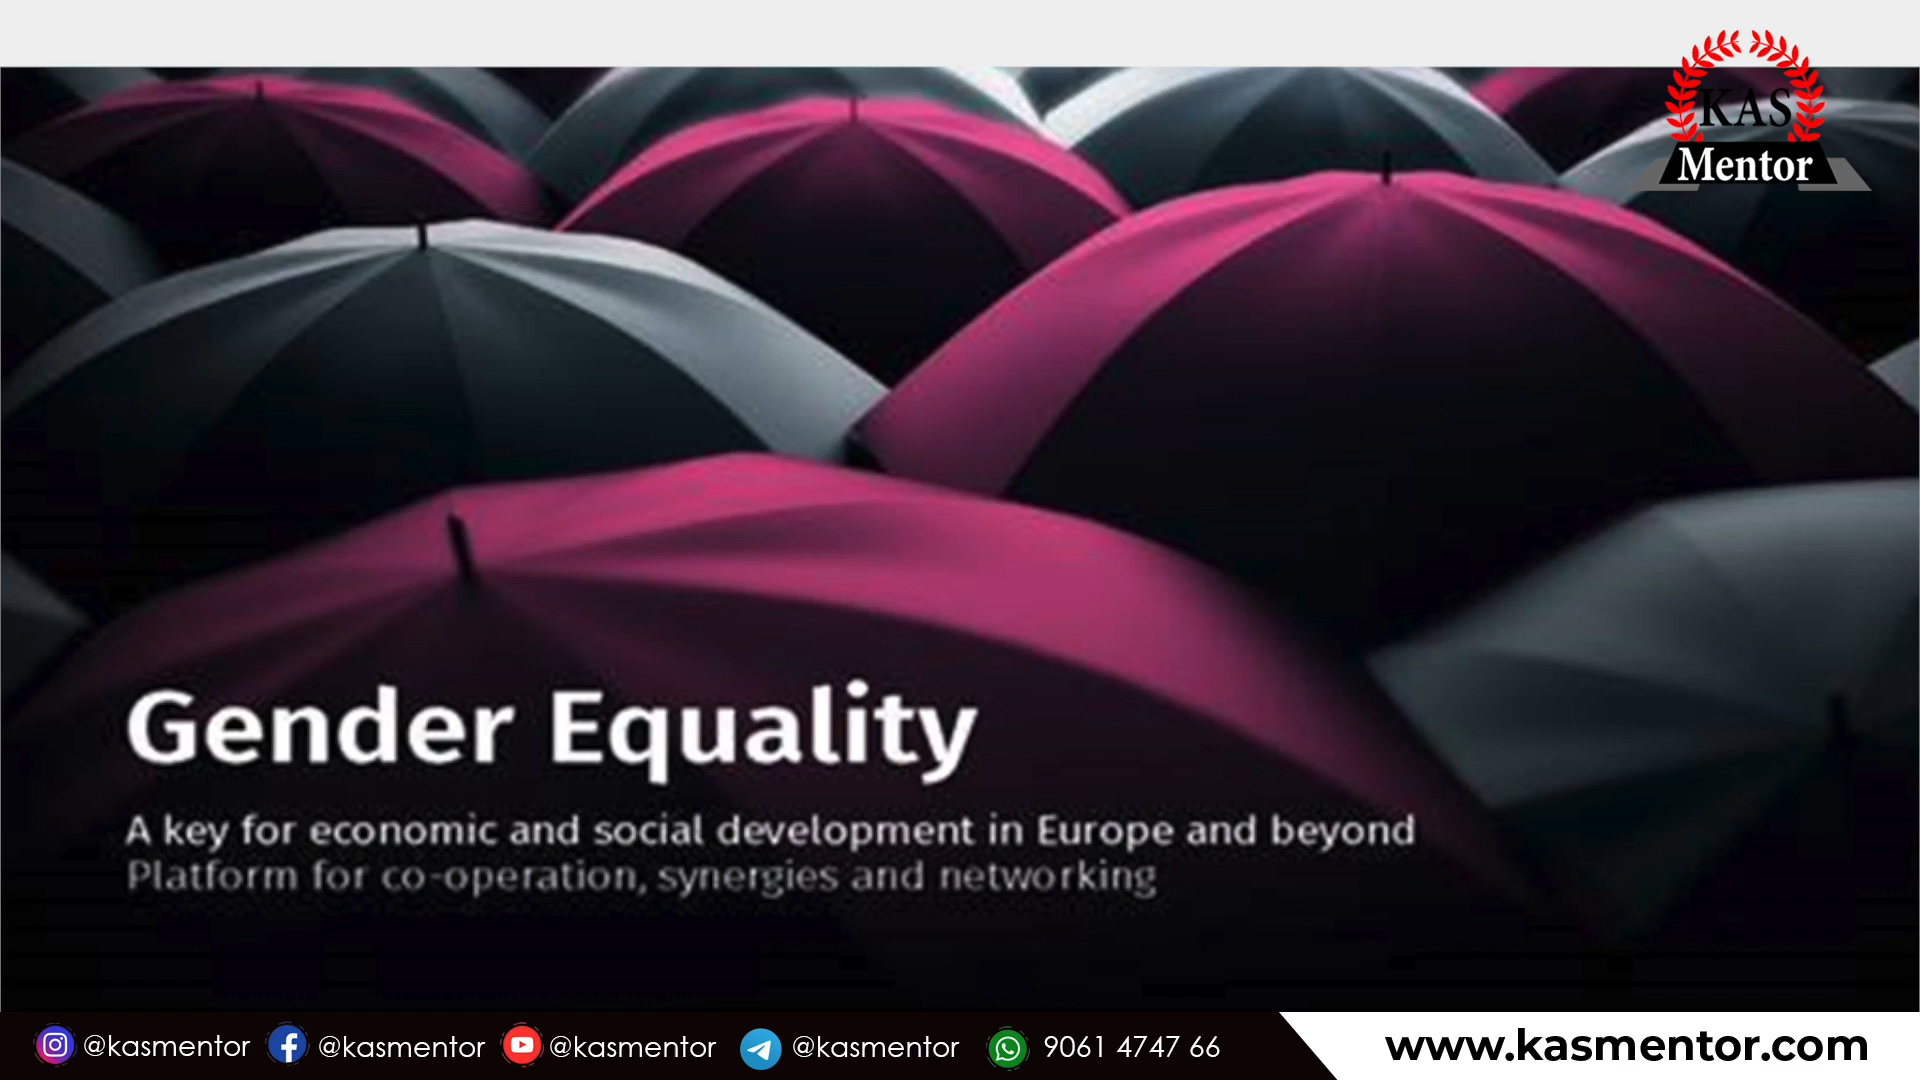 KAS
Mentor
Gender Equality
A key for economic and social development in Europe and beyond
Platform for co-operation, synergies and networking
@kasmentor @kasmentor @kasmentor @kasmentor 9061 4747 66 www.kasmentor.com